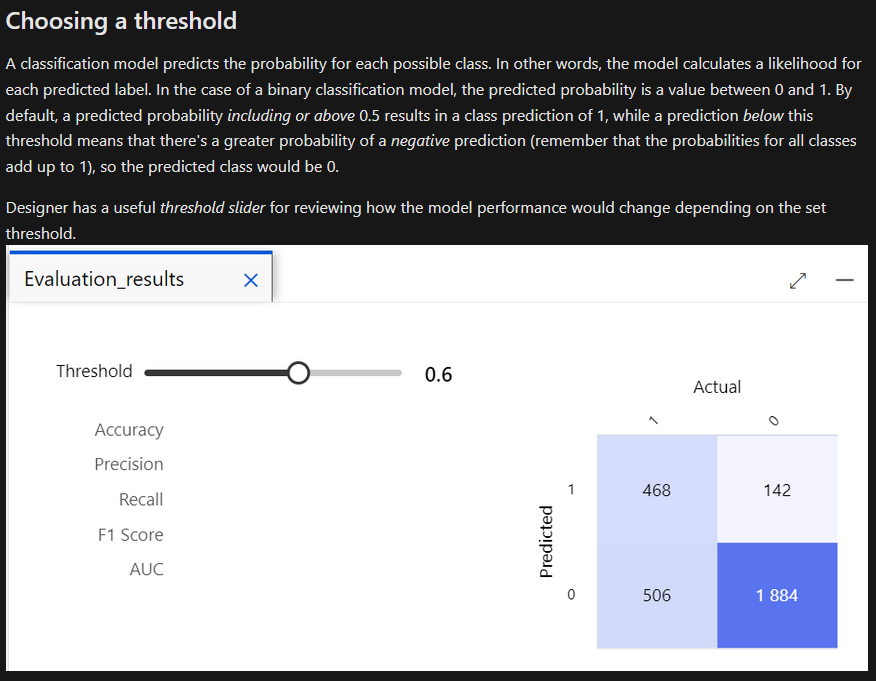 Choosing a threshold
A classification model predicts the probability for each possible class. In other words, the model calculates a likelihood for
each predicted label. In the case of a binary classification model, the predicted probability is a value between 0 and 1. By
default, a predicted probability including or above 0.5 results in a class prediction of 1, while a prediction below this
threshold means that there's a greater probability of a negative prediction (remember that the probabilities for all classes
add up to 1), so the predicted class would be 0.
Designer has a useful threshold slider for reviewing how the model performance would change depending on the set
threshold.
Evaluation_results
Threshold 0.6
Accuracy
Precision
Recall
F1 Score
AUC
Actual
1 0
Predicted
1 468 142
0 506 1 884